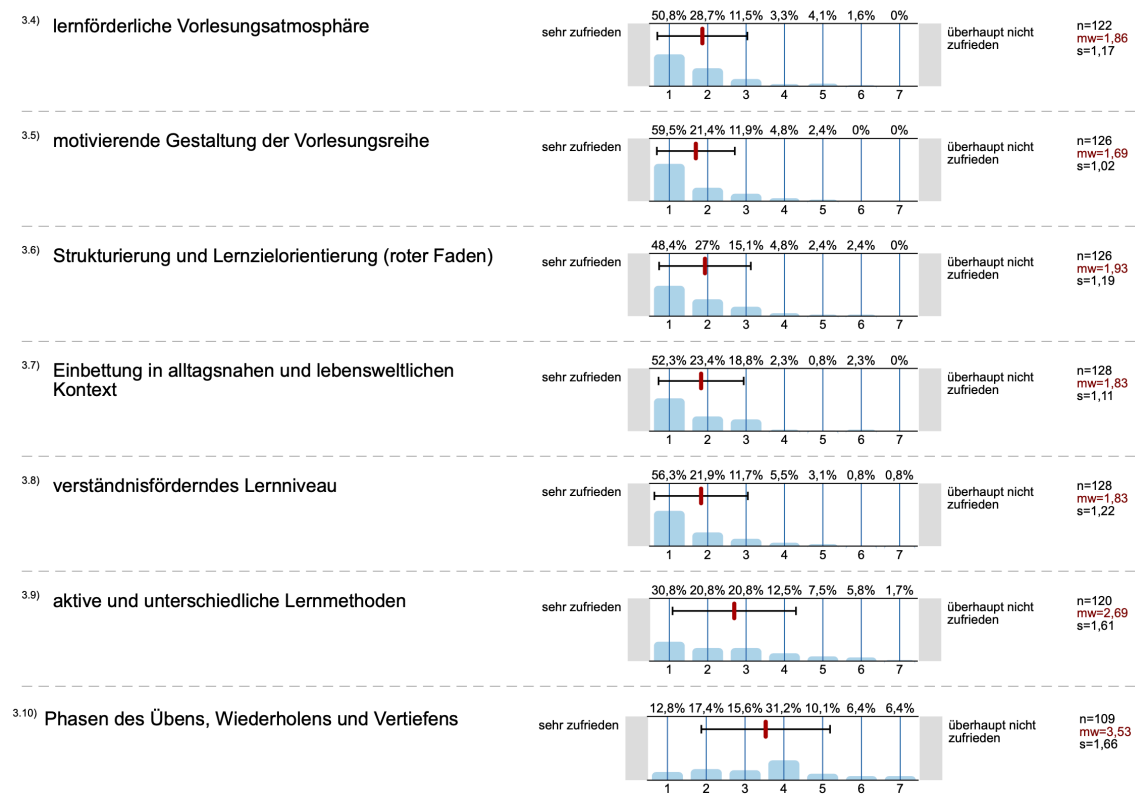 3.4) lernförderliche Vorlesungsatmosphäre
50,8% 28,7% 11,5% 3,3% 4,1% 1,6% 0%
sehr zufrieden
überhaupt nicht
zufrieden
n=122
mw=1,86
s=1,17
1 2 3 4 5 6 7
3.5) motivierende Gestaltung der Vorlesungsreihe
59,5% 21,4% 11,9% 4,8% 2,4% 0% 0%
sehr zufrieden
überhaupt nicht
zufrieden
n=126
mw=1,69
s=1,02
1 2 3 4 5 6 7
3.6) Strukturierung und Lernzielorientierung (roter Faden)
48,4% 27% 15,1% 4,8% 2,4% 2,4% 0%
sehr zufrieden
überhaupt nicht
zufrieden
n=126
mw=1,93
s=1,19
1 2 3 4 5 6 7
3.7) Einbettung in alltagsnahen und lebensweltlichen
Kontext
52,3% 23,4% 18,8% 2,3% 0,8% 2,3% 0%
sehr zufrieden
überhaupt nicht
zufrieden
n=128
mw=1,83
s=1,11
1 2 3 4 5 6 7
3.8) verständnisförderndes Lernniveau
56,3% 21,9% 11,7% 5,5% 3,1% 0,8% 0,8%
sehr zufrieden
überhaupt nicht
zufrieden
n=128
mw=1,83
s=1,22
1 2 3 4 5 6 7
3.9) aktive und unterschiedliche Lernmethoden
30,8% 20,8% 20,8% 12,5% 7,5% 5,8% 1,7%
sehr zufrieden
überhaupt nicht
zufrieden
n=120
mw=2,69
s=1,61
1 2 3 4 5 6 7
3.10) Phasen des Übens, Wiederholens und Vertiefens
12,8% 17,4% 15,6% 31,2% 10,1% 6,4% 6,4%
sehr zufrieden
überhaupt nicht
zufrieden
n=109
mw=3,53
s=1,66
1 2 3 4 5 6 7